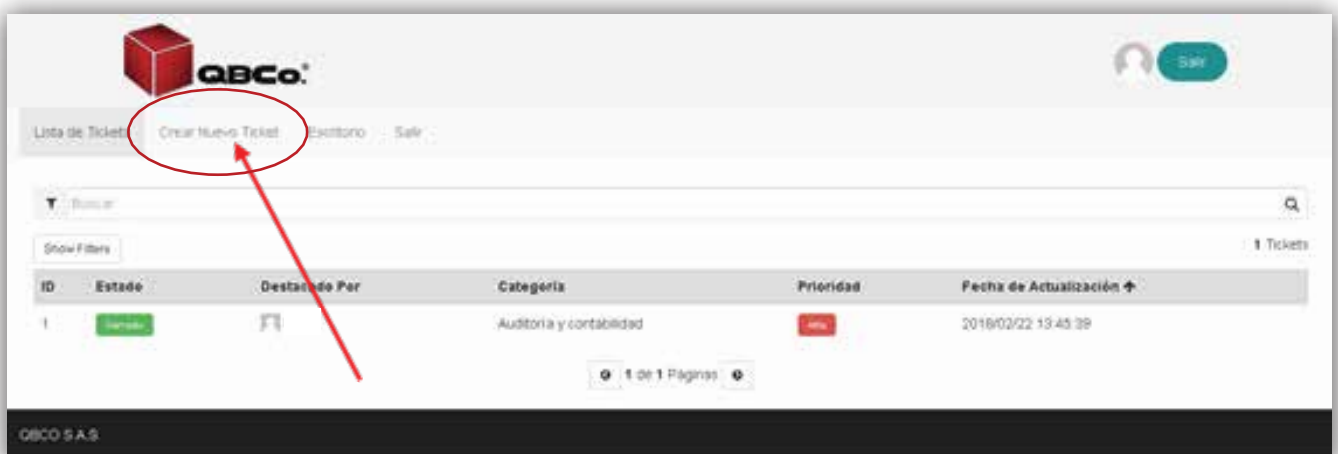 QBCo.®
Salir
Lista de Tickets Crear Nuevo Ticket Escritorio Salir
Buscar
Show Filters
1 Tickets
ID Estado Destacado Por Categoría Prioridad Fecha de Actualización
1 Cerrado Auditoria y contabilidad Alta 2018/02/22 13:45:39
1 de 1 Páginas
QBCO S.A.S